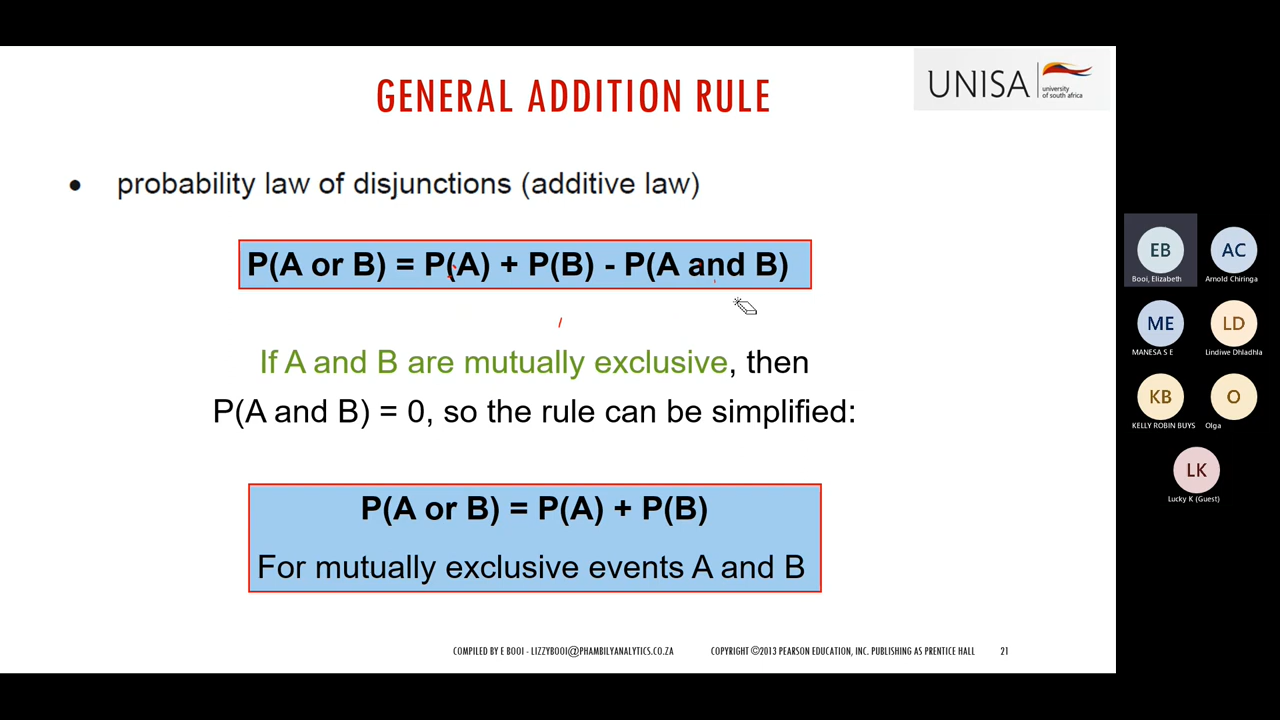 GENERAL ADDITION RULE
UNISA
university
of south africa
• probability law of disjunctions (additive law)
P(A or B) = P(A) + P(B) - P(A and B)
If A and B are mutually exclusive, then
P(A and B) = 0, so the rule can be simplified:
P(A or B) = P(A) + P(B)
For mutually exclusive events A and B
COMPILED BY E BOOI - LIZZYBOOI@PHAMBILYANALYTICS.CO.ZA
COPYRIGHT ©2013 PEARSON EDUCATION, INC. PUBLISHING AS PRENTICE HALL
21
EB
Booi, Elizabeth
AC
Arnold Chiringa
ME
MANESA S E
LD
Lindiwe Dhladhla
KB
KELLY ROBIN BUYS
O
Olga
LK
Lucky K (Guest)